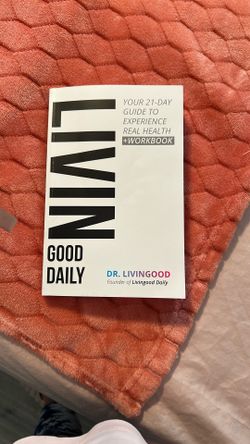 LIVIN
GOOD
DAILY
YOUR 21-DAY
GUIDE TO
EXPERIENCE
REAL HEALTH
+WORKBOOK
DR. LIVINGOOD
Founder of Livingood Daily